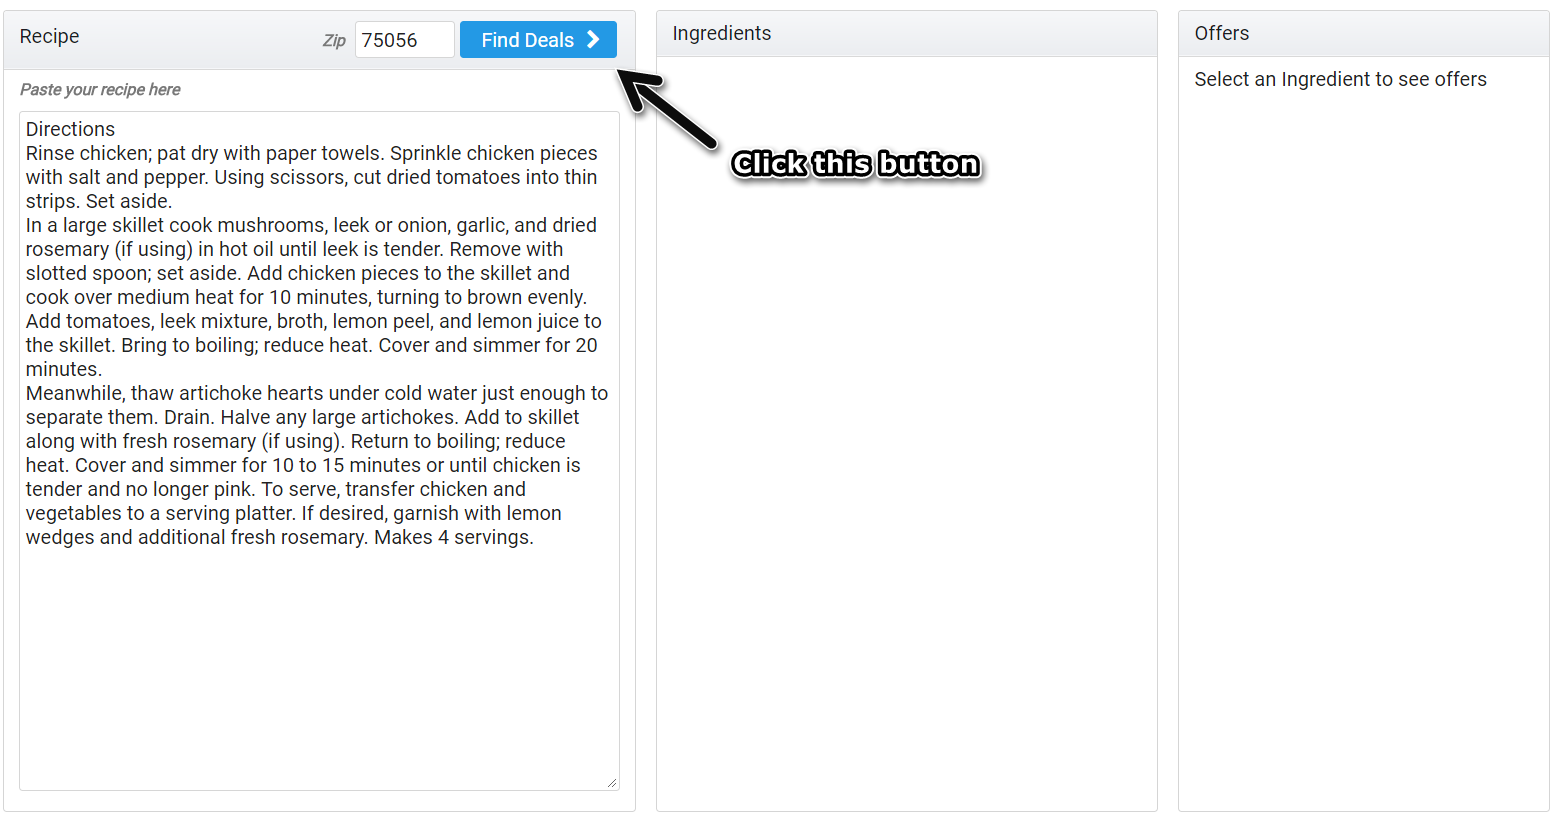 Recipe
Zip
75056
Find Deals
Paste your recipe here
Directions
Rinse chicken; pat dry with paper towels. Sprinkle chicken pieces
with salt and pepper. Using scissors, cut dried tomatoes into thin
strips. Set aside.
In a large skillet cook mushrooms, leek or onion, garlic, and dried
rosemary (if using) in hot oil until leek is tender. Remove with
slotted spoon; set aside. Add chicken pieces to the skillet and
cook over medium heat for 10 minutes, turning to brown evenly.
Add tomatoes, leek mixture, broth, lemon peel, and lemon juice to
the skillet. Bring to boiling; reduce heat. Cover and simmer for 20
minutes.
Meanwhile, thaw artichoke hearts under cold water just enough to
separate them. Drain. Halve any large artichokes. Add to skillet
along with fresh rosemary (if using). Return to boiling; reduce
heat. Cover and simmer for 10 to 15 minutes or until chicken is
tender and no longer pink. To serve, transfer chicken and
vegetables to a serving platter. If desired, garnish with lemon
wedges and additional fresh rosemary. Makes 4 servings.
Click this button
Ingredients
Offers
Select an Ingredient to see offers